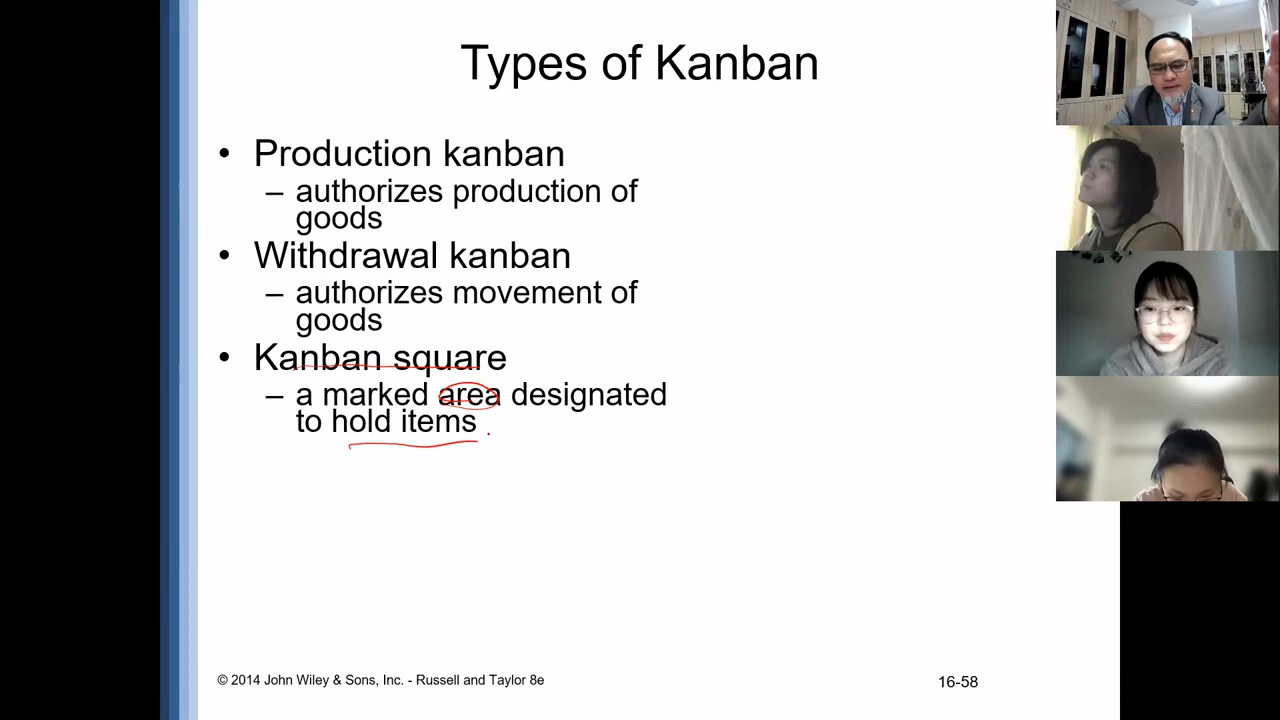 Types of Kanban
• Production kanban
– authorizes production of
goods
• Withdrawal kanban
– authorizes movement of
goods
• Kanban square
– a marked area designated
to hold items
© 2014 John Wiley & Sons, Inc. - Russell and Taylor 8e
16-58